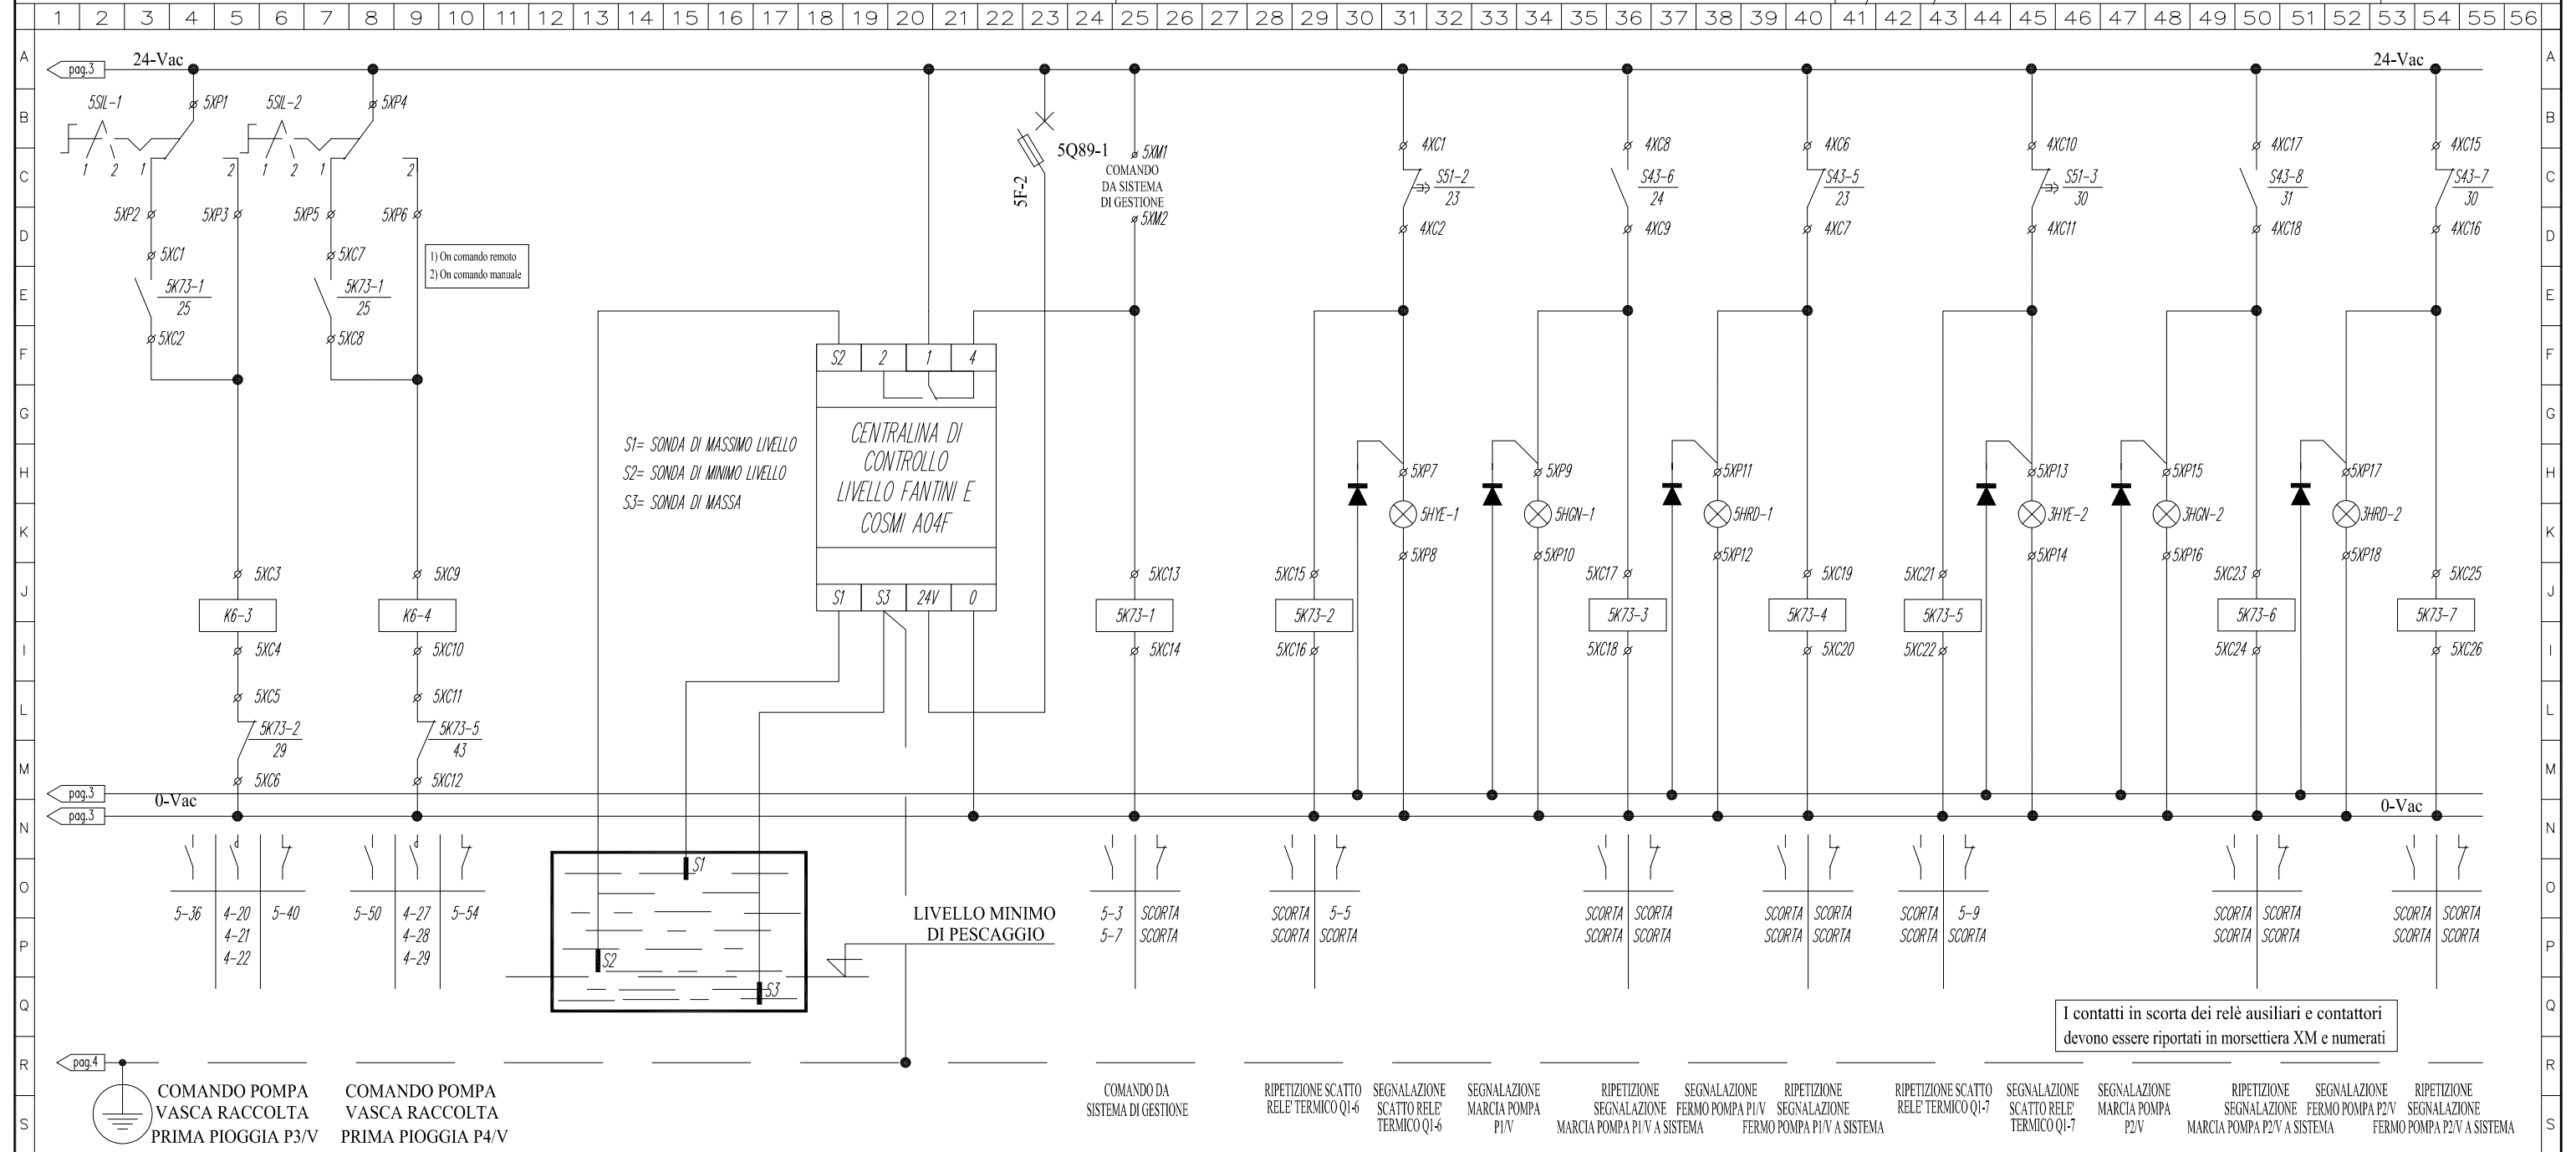 1 2 3 4 5 6 7 8 9 10 11 12 13 14 15 16 17 18 19 20 21 22 23 24 25 26 27 28 29 30 31 32 33 34 35 36 37 38 39 40 41 42 43 44 45 46 47 48 49 50 51 52 53 54 55 56
A pag.3 24-Vac 24-Vac A
B 5SIL-1 5XP1 5SIL-2 5XP4 B
5Q89-1
5F-2
5XM1
COMANDO
DA SISTEMA
DI GESTIONE
5XM2
4XC1 4XC8 4XC6 4XC10 4XC17 4XC15
1 2 1 2 1 2 1 2
C C
S51-2 S43-6 S43-5 S51-3 S43-8 S43-7
23 24 23 30 31 30
5XP2 5XP3 5XP5 5XP6
4XC2 4XC9 4XC7 4XC11 4XC18 4XC16
D D
5XC1 5XC7
1) On comando remoto
2) On comando manuale
E E
5K73-1 5K73-1
25 25
5XC2 5XC8
F F
S2 2 1 4
G G
CENTRALINA DI
CONTROLLO
LIVELLO FANTINI E
COSMI A04F
S1= SONDA DI MASSIMO LIVELLO
S2= SONDA DI MINIMO LIVELLO
S3= SONDA DI MASSA
H H
5XP7 5XP9 5XP11 5XP13 5XP15 5XP17
5HYE-1 5HGN-1 5HRD-1 3HYE-2 3HGN-2 3HRD-2
K K
5XP8 5XP10 5XP12 5XP14 5XP16 5XP18
5XC3 5XC9 5XC13 5XC15 5XC17 5XC19 5XC21 5XC23 5XC25
J J
S1 S3 24V 0
K6-3 K6-4 5K73-1 5K73-2 5K73-3 5K73-4 5K73-5 5K73-6 5K73-7
I I
5XC4 5XC10 5XC14 5XC16 5XC18 5XC20 5XC22 5XC24 5XC26
5XC5 5XC11
L L
5K73-2 5K73-5
29 43
M M
5XC6 5XC12
pag.3
0-Vac 0-Vac
pag.3
N N
d d
S1
O O
5-36 4-20 5-40 5-50 4-27 5-54
4-21 4-28
4-22 4-29
5-3 SCORTA SCORTA 5-5 SCORTA SCORTA SCORTA SCORTA SCORTA 5-9 SCORTA SCORTA SCORTA SCORTA
5-7 SCORTA SCORTA SCORTA SCORTA SCORTA SCORTA SCORTA SCORTA SCORTA SCORTA SCORTA SCORTA SCORTA
LIVELLO MINIMO
DI PESCAGGIO
P P
S2
S3
Q Q
I contatti in scorta dei relè ausiliari e contattori
devono essere riportati in morsettiera XM e numerati
R pag.4 R
COMANDO POMPA
VASCA RACCOLTA
PRIMA PIOGGIA P3/V
COMANDO POMPA
VASCA RACCOLTA
PRIMA PIOGGIA P4/V
COMANDO DA
SISTEMA DI GESTIONE
RIPETIZIONE SCATTO
RELE' TERMICO Q1-6
SEGNALAZIONE
SCATTO RELE'
TERMICO Q1-6
SEGNALAZIONE
MARCIA POMPA
P1/V
RIPETIZIONE
SEGNALAZIONE
MARCIA POMPA P1/V A SISTEMA
SEGNALAZIONE
FERMO POMPA P1/V
RIPETIZIONE
SEGNALAZIONE
FERMO POMPA P1/V A SISTEMA
RIPETIZIONE SCATTO
RELE' TERMICO Q1-7
SEGNALAZIONE
SCATTO RELE'
TERMICO Q1-7
SEGNALAZIONE
MARCIA POMPA
P2/V
RIPETIZIONE
SEGNALAZIONE
MARCIA POMPA P2/V A SISTEMA
SEGNALAZIONE
FERMO POMPA P2/V
RIPETIZIONE
SEGNALAZIONE
FERMO POMPA P2/V A SISTEMA
S S